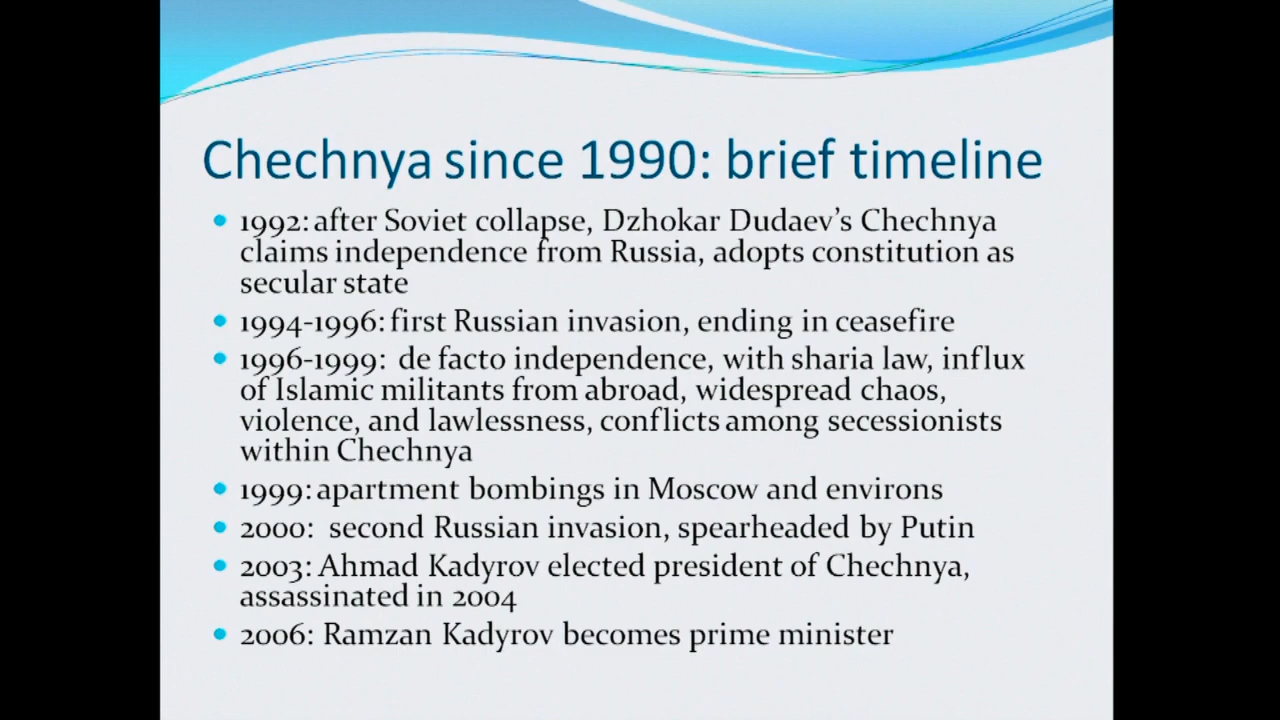 Chechnya since 1990: brief timeline
• 1992: after Soviet collapse, Dzhokar Dudaev's Chechnya
claims independence from Russia, adopts constitution as
secular state
• 1994-1996: first Russian invasion, ending in ceasefire
• 1996-1999: de facto independence, with sharia law, influx
of Islamic militants from abroad, widespread chaos,
violence, and lawlessness, conflicts among secessionists
within Chechnya
• 1999: apartment bombings in Moscow and environs
• 2000: second Russian invasion, spearheaded by Putin
• 2003: Ahmad Kadyrov elected president of Chechnya,
assassinated in 2004
• 2006: Ramzan Kadyrov becomes prime minister